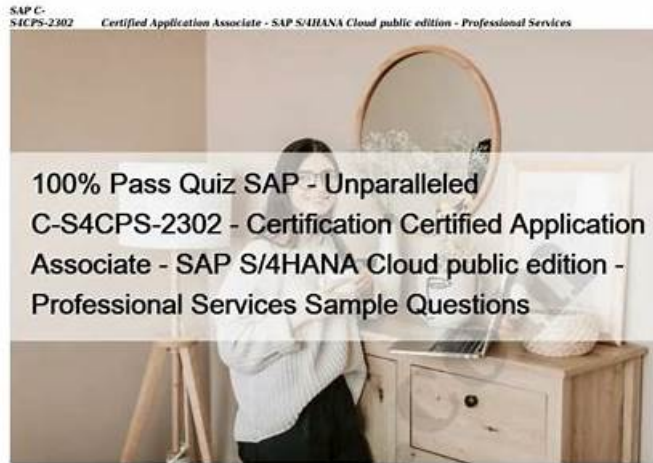 SAP C-
S4CPS-2302 Certified Application Associate - SAP S/4HANA Cloud public edition - Professional Services
100% Pass Quiz SAP - Unparalleled
C-S4CPS-2302 - Certification Certified Application
Associate - SAP S/4HANA Cloud public edition -
Professional Services Sample Questions